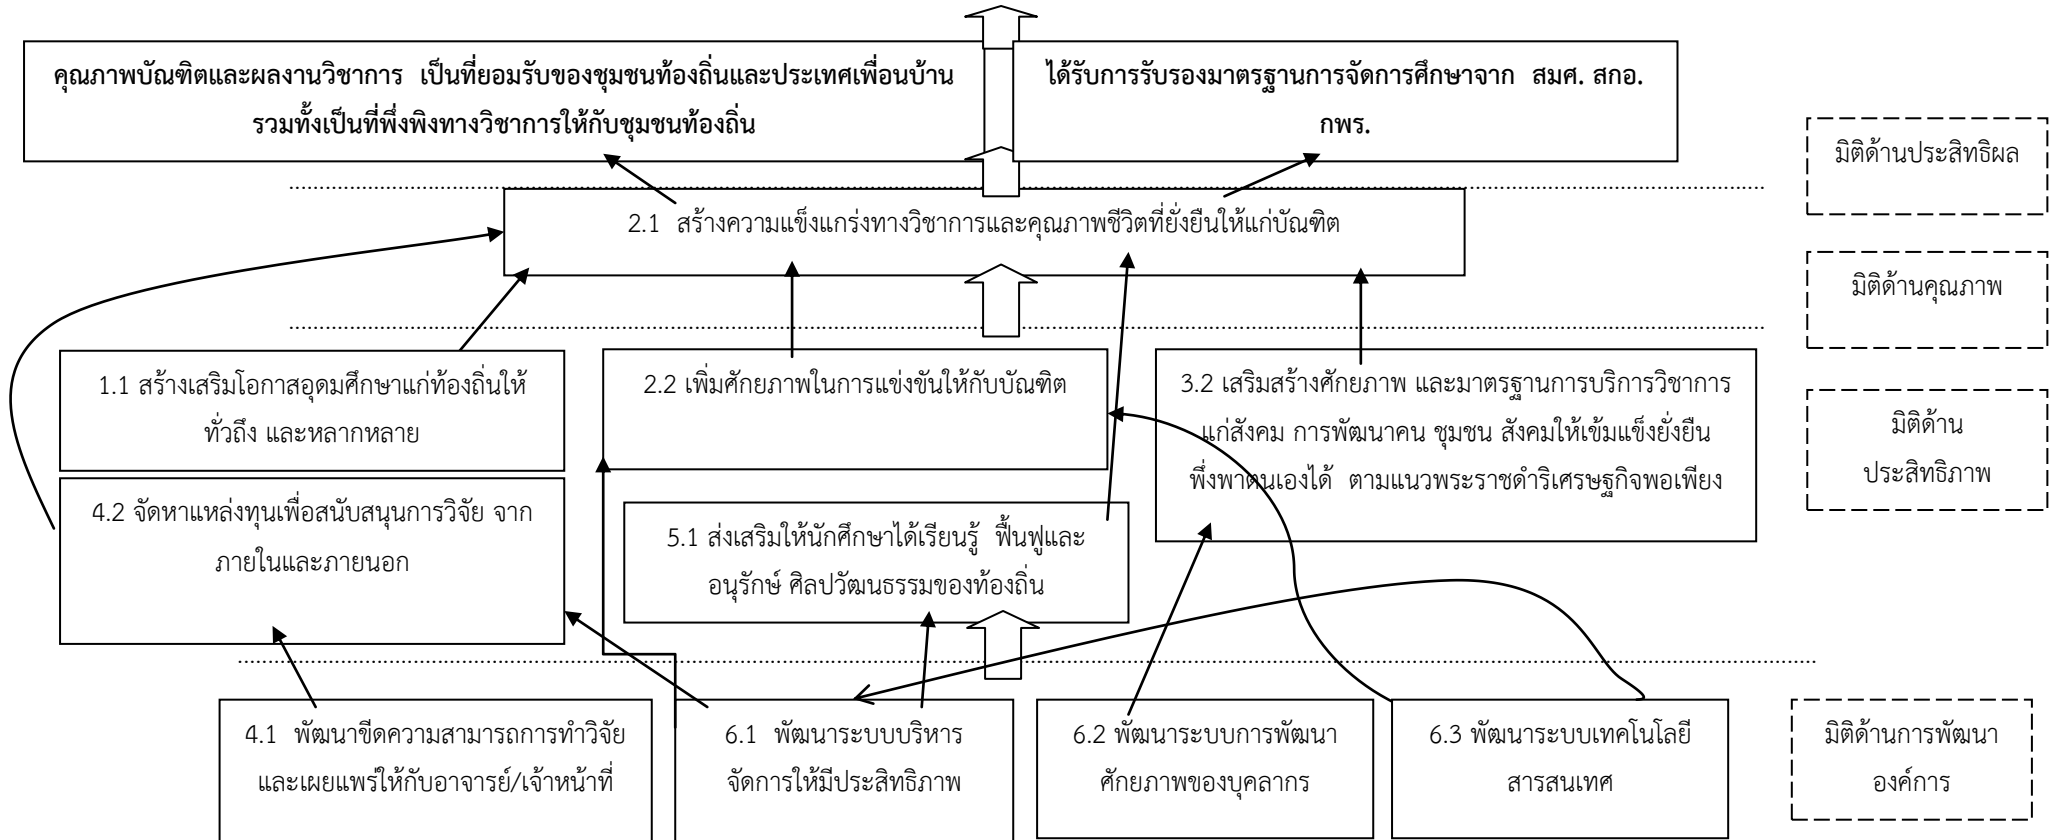 คุณภาพบัณฑิตและผลงานวิชาการ เป็นที่ยอมรับของชุมชนท้องถิ่นและประเทศเพื่อนบ้าน
รวมทั้งเป็นที่พึ่งพิงทางวิชาการให้กับชุมชนท้องถิ่น
ได้รับการรับรองมาตรฐานการจัดการศึกษาจาก สมศ. สกอ.
กพร.
มิติด้านประสิทธิผล
2.1 สร้างความแข็งแกร่งทางวิชาการและคุณภาพชีวิตที่ยั่งยืนให้แก่บัณฑิต
มิติด้านคุณภาพ
1.1 สร้างเสริมโอกาสอุดมศึกษาแก่ท้องถิ่นให้
ทั่วถึง และหลากหลาย
2.2 เพิ่มศักยภาพในการแข่งขันให้กับบัณฑิต
3.2 เสริมสร้างศักยภาพ และมาตรฐานการบริการวิชาการ
แก่สังคม การพัฒนาคน ชุมชน สังคมให้เข้มแข็งยั่งยืน
พึ่งพาตนเองได้ ตามแนวพระราชดำริเศรษฐกิจพอเพียง
มิติด้าน
ประสิทธิภาพ
4.2 จัดหาแหล่งทุนเพื่อสนับสนุนการวิจัย จาก
ภายในและภายนอก
5.1 ส่งเสริมให้นักศึกษาได้เรียนรู้ ฟื้นฟูและ
อนุรักษ์ ศิลปวัฒนธรรมของท้องถิ่น
4.1 พัฒนาขีดความสามารถการทำวิจัย
และเผยแพร่ให้กับอาจารย์/เจ้าหน้าที่
6.1 พัฒนาระบบบริหาร
จัดการให้มีประสิทธิภาพ
6.2 พัฒนาระบบการพัฒนา
ศักยภาพของบุคลากร
6.3 พัฒนาระบบเทคโนโลยี
สารสนเทศ
มิติด้านการพัฒนา
องค์การ